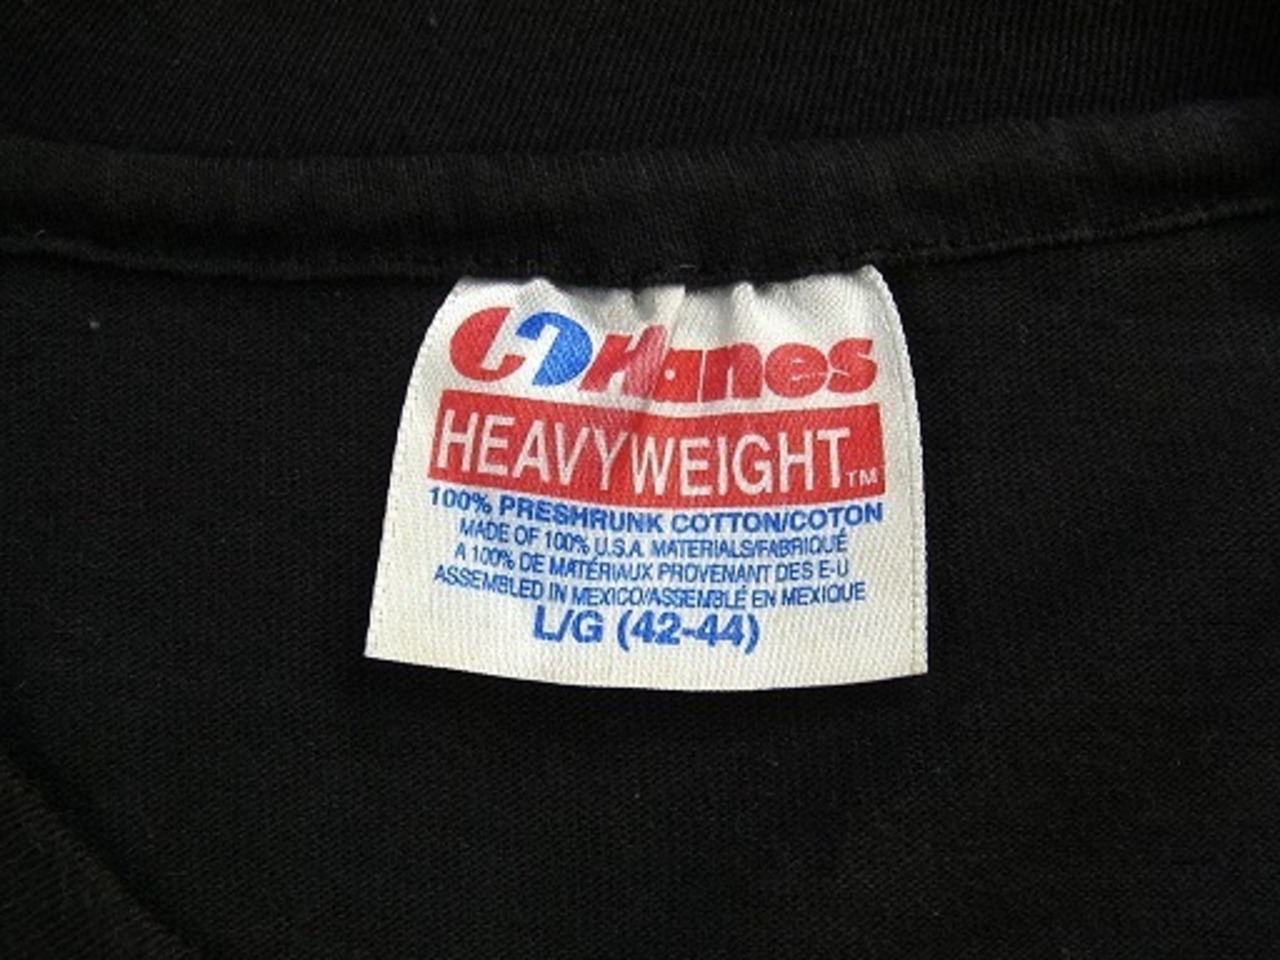 Hanes
HEAVYWEIGHT™
100% PRESHRUNK COTTON/COTON
MADE OF 100% U.S.A. MATERIALS/FABRIQUÉ
A 100% DE MATÉRIAUX PROVENANT DES E-U
ASSEMBLED IN MEXICO/ASSEMBLÉ EN MEXIQUE
L/G (42-44)